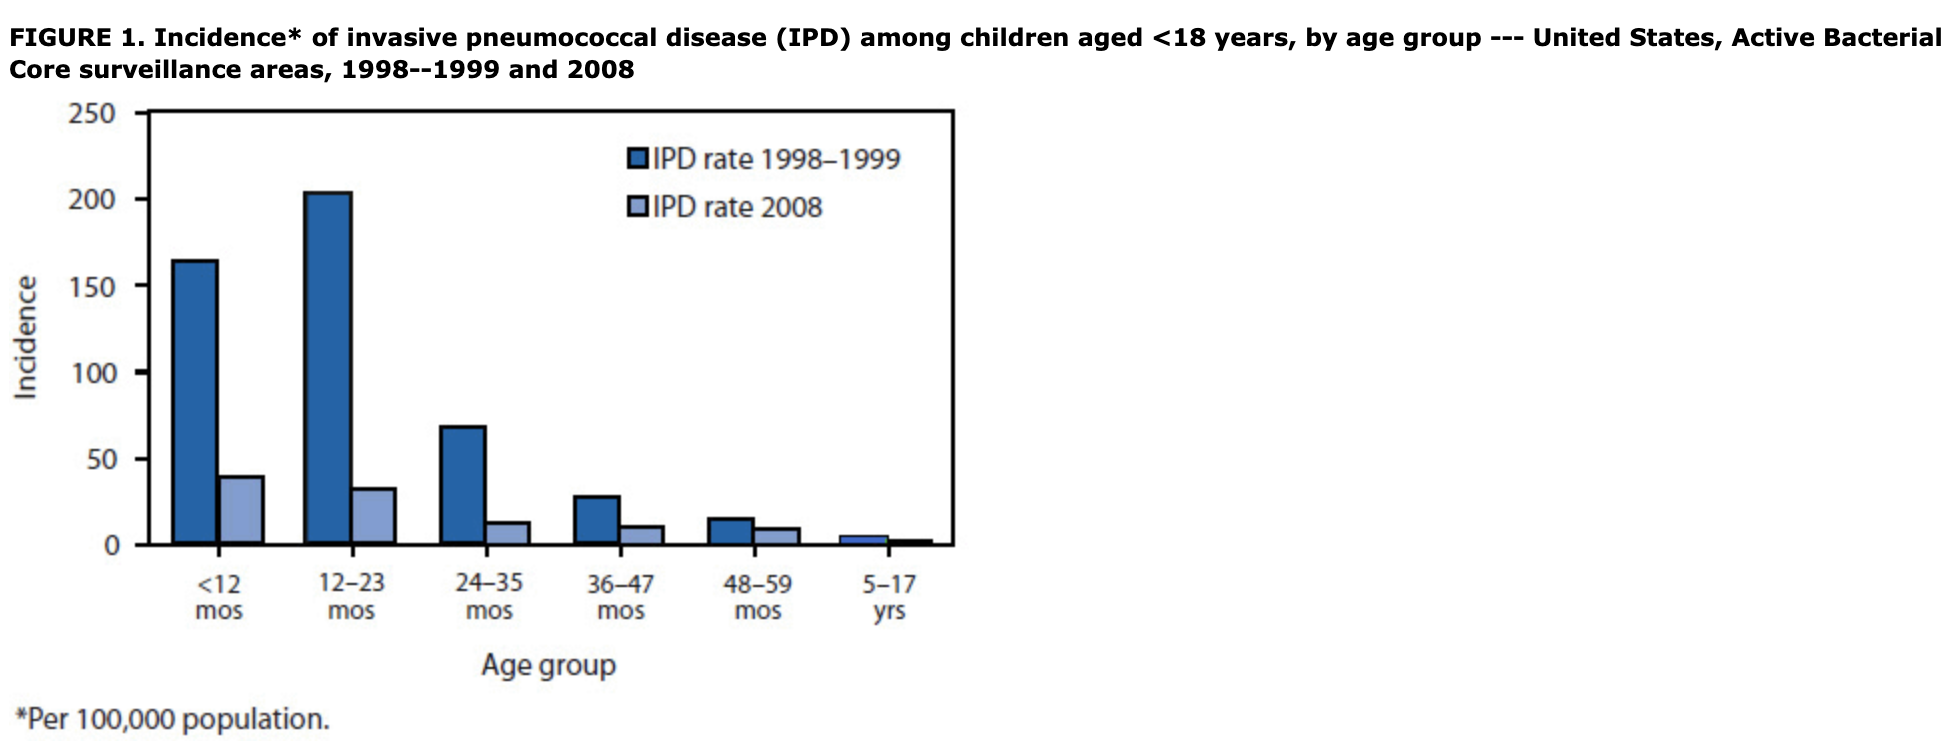 FIGURE 1. Incidence* of invasive pneumococcal disease (IPD) among children aged <18 years, by age group --- United States, Active Bacterial
Core surveillance areas, 1998--1999 and 2008
250
200
150
100
50
0
Incidence
IPD rate 1998–1999
IPD rate 2008
<12 mos
12–23 mos
24–35 mos
36–47 mos
48–59 mos
5–17 yrs
Age group
*Per 100,000 population.